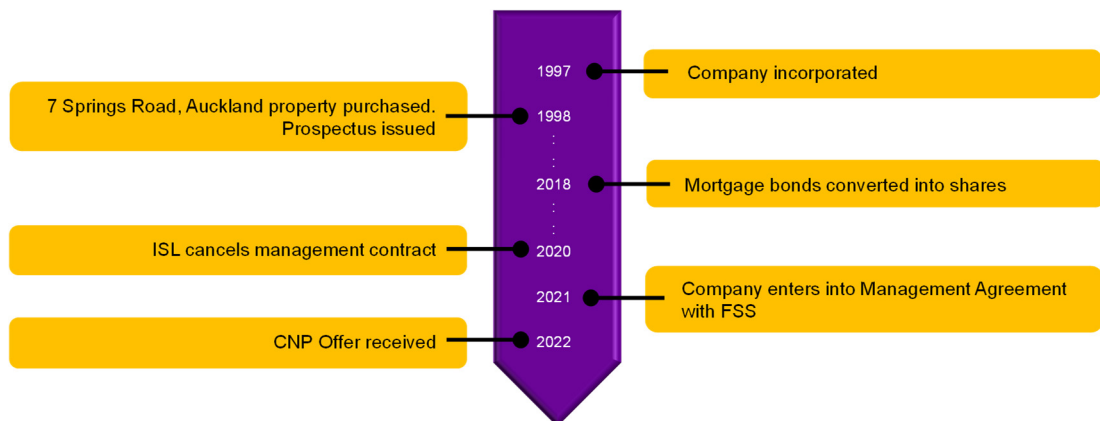 1997
Company incorporated
7 Springs Road, Auckland property purchased.
Prospectus issued
1998
2018
Mortgage bonds converted into shares
ISL cancels management contract
2020
2021
Company enters into Management Agreement
with FSS
CNP Offer received
2022